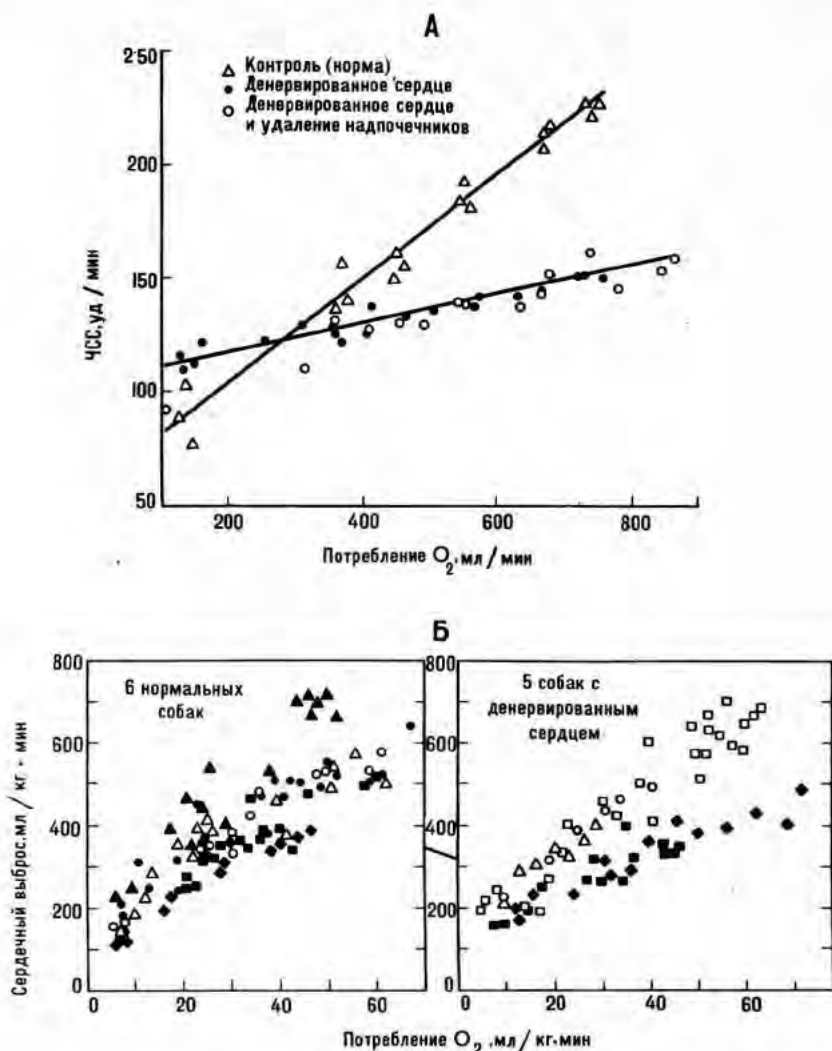 А
2·50
200
150
100
50
ЧСС, уд / мин
△ Контроль (норма)
● Денервированное сердце
○ Денервированное сердце
и удаление надпочечников
200 400 600 800
Потребление O₂, мл / мин
Б
800
600
400
200
0
Сердечный выброс, мл / кг · мин
6 нормальных
собак
0 20 40 60
800
600
400
200
0
5 собак с
денервированным
сердцем
0 20 40 60
Потребление O₂, мл / кг·мин